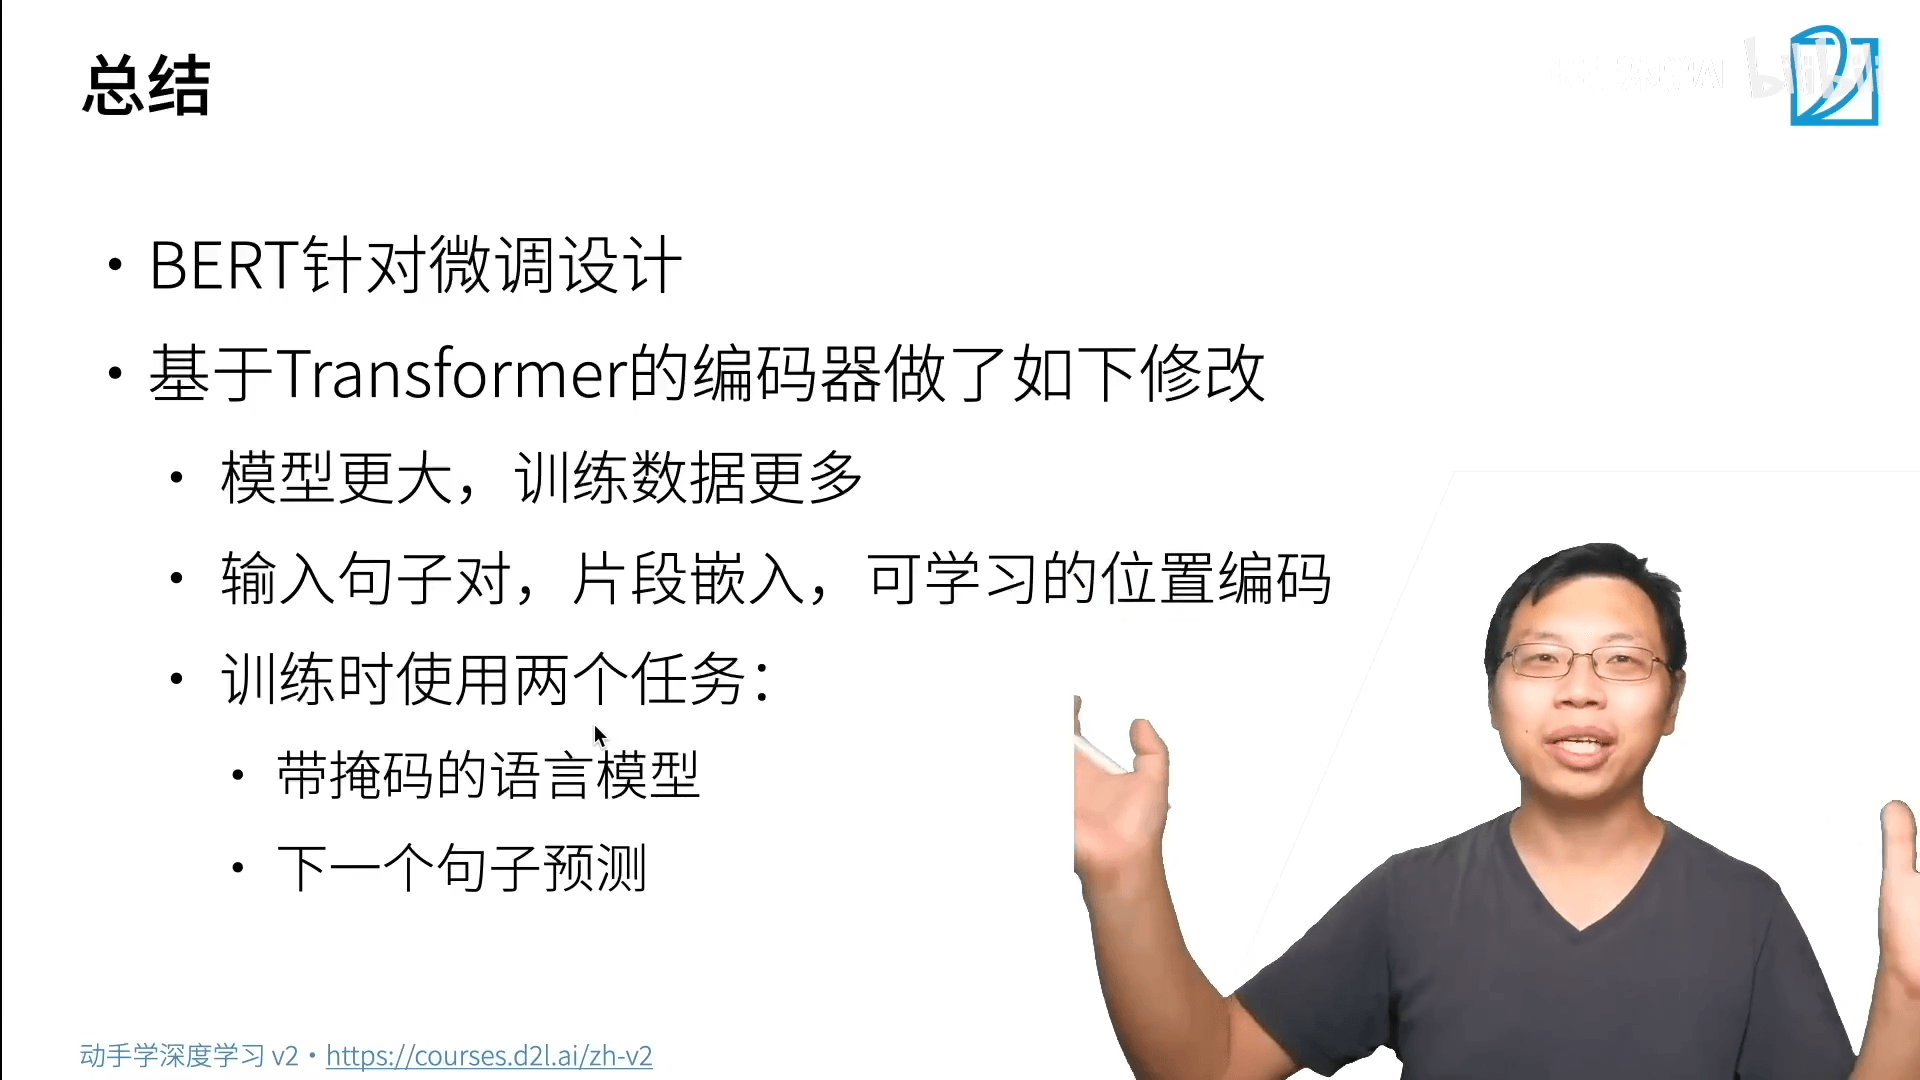 总结
• BERT针对微调设计
• 基于Transformer的编码器做了如下修改
• 模型更大，训练数据更多
• 输入句子对，片段嵌入，可学习的位置编码
• 训练时使用两个任务：
• 带掩码的语言模型
• 下一个句子预测
动手学深度学习 v2 • https://courses.d2l.ai/zh-v2
bilibili